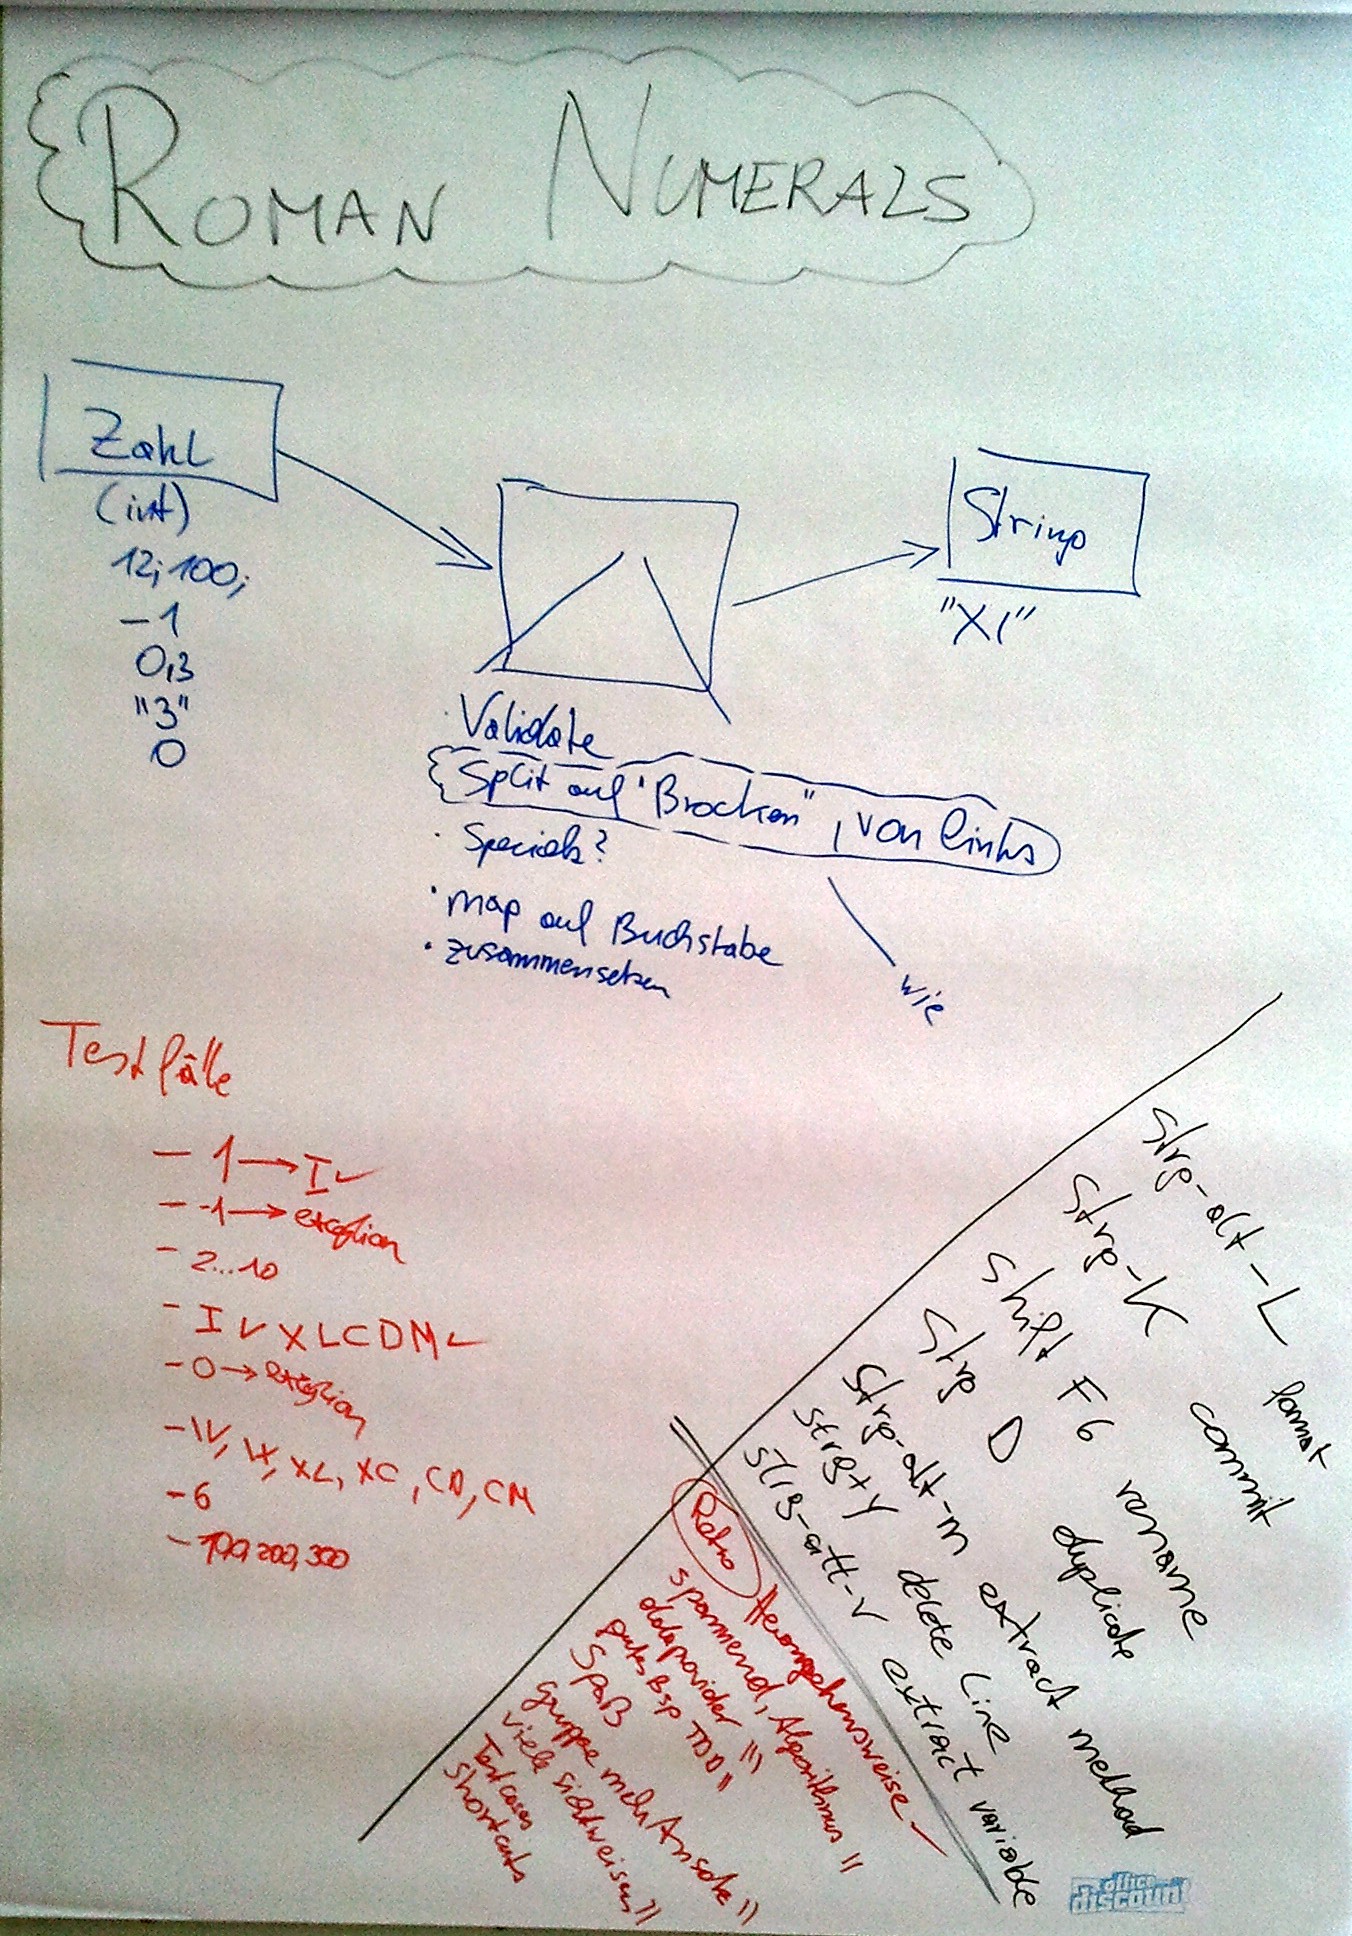 ROMAN NUMERALS
Zahl
(int)
12; 100;
-1
0,3
"3"
0
String
"XI"
· Validate
Split auf "Brocken", von links
· Specials?
· map auf Buchstabe
· zusammensetzen
wie
Testfälle
- 1 → I ✓
- -1 → exception
- 2...10
- I V X L C D M ✓
- 0 → exception
- IV, IX, XL, XC, CD, CM
- 6
- 100, 200, 300
Strg-alt-L format
Strg-K commit
Shift F6 rename
Strg D duplicate
Strg-alt-m extract method
strg+y delete line
strg-alt-v extract variable
Retro
Herangehensweise -
spannend, Algorithmus ||
dataprovider |||
gutes Bsp TDD ||
Spaß
Gruppe mehr Ansätze ||
viele sichtweisen ||
Testcases
shortcuts
office
discount